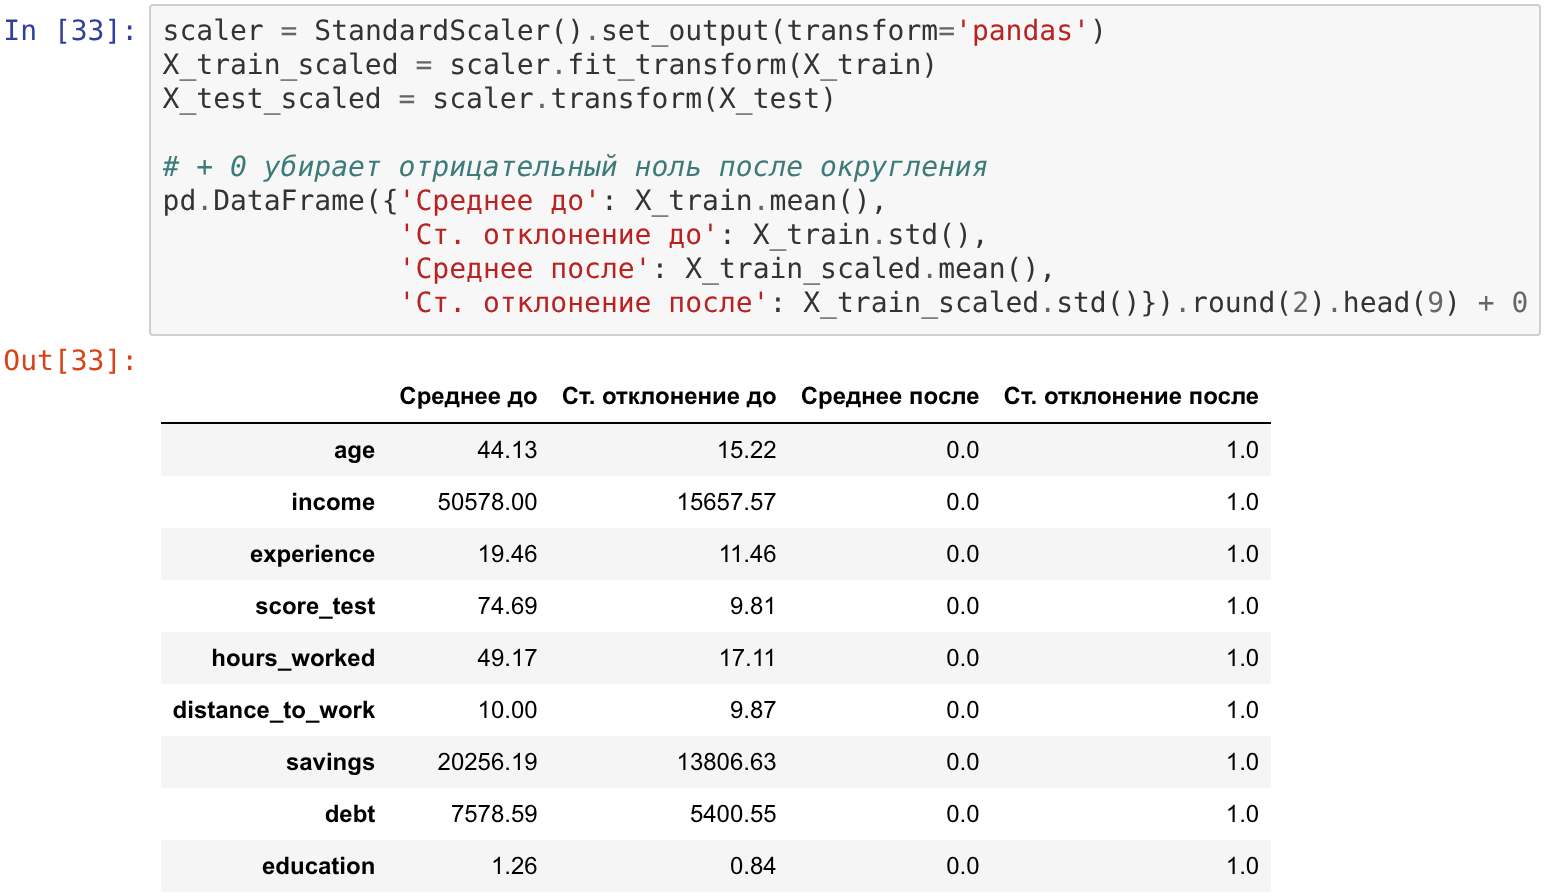 In [33]: scaler = StandardScaler().set_output(transform='pandas')
X_train_scaled = scaler.fit_transform(X_train)
X_test_scaled = scaler.transform(X_test)
# + 0 убирает отрицательный ноль после округления
pd.DataFrame({'Среднее до': X_train.mean(),
'Ст. отклонение до': X_train.std(),
'Среднее после': X_train_scaled.mean(),
'Ст. отклонение после': X_train_scaled.std()}).round(2).head(9) + 0
Out[33]:
Среднее до Ст. отклонение до Среднее после Ст. отклонение после
age 44.13 15.22 0.0 1.0
income 50578.00 15657.57 0.0 1.0
experience 19.46 11.46 0.0 1.0
score_test 74.69 9.81 0.0 1.0
hours_worked 49.17 17.11 0.0 1.0
distance_to_work 10.00 9.87 0.0 1.0
savings 20256.19 13806.63 0.0 1.0
debt 7578.59 5400.55 0.0 1.0
education 1.26 0.84 0.0 1.0